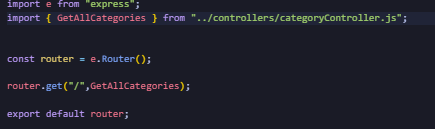 import e from "express";
import { GetAllCategories } from "../controllers/categoryController.js";
const router = e.Router();
router.get("/",GetAllCategories);
export default router;